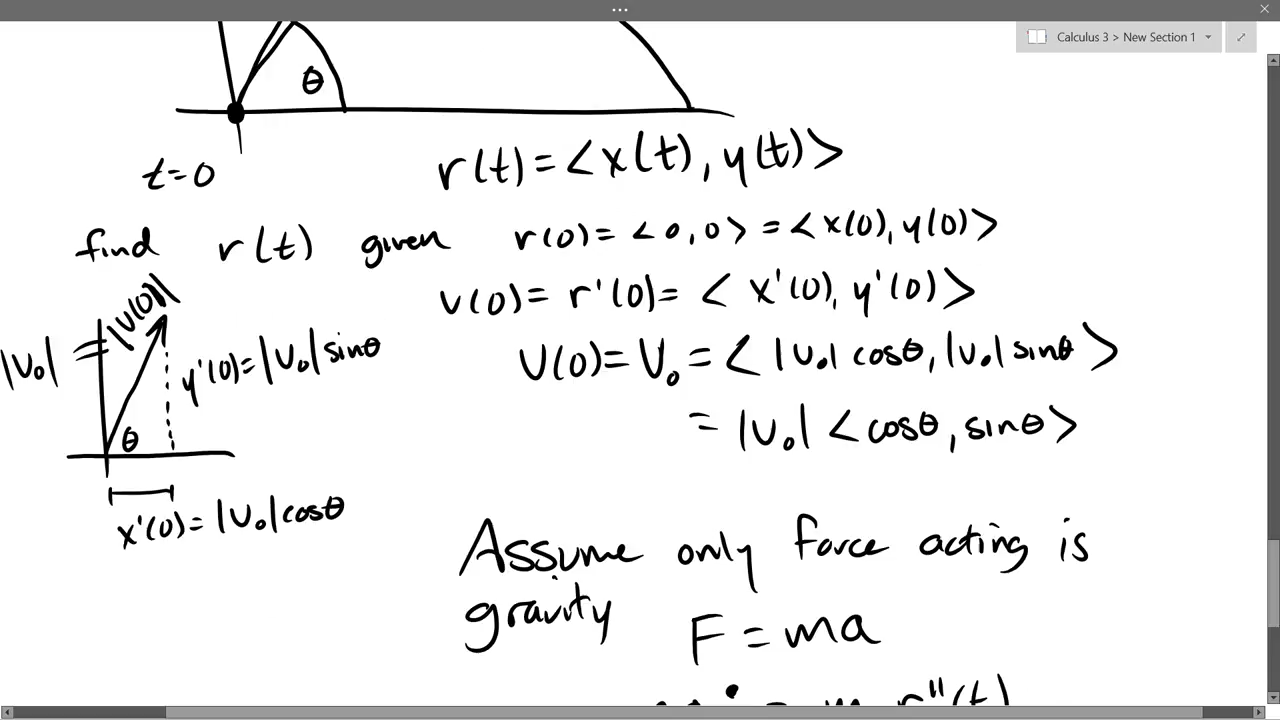 Calculus 3 > New Section 1
θ
t=0
r(t)=<x(t), y(t)>
find r(t) given r(0)=<0,0>=<x(0), y(0)>
v(0)=r'(0)=<x'(0), y'(0)>
|V(0)|
|V₀| =
y'(0)=|V₀|sinθ
V(0)=V₀=<|V₀|cosθ, |V₀|sinθ>
θ
=|V₀|<cosθ, sinθ>
x'(0)=|V₀|cosθ
Assume only force acting is
gravity
F=ma
= m r"(t)